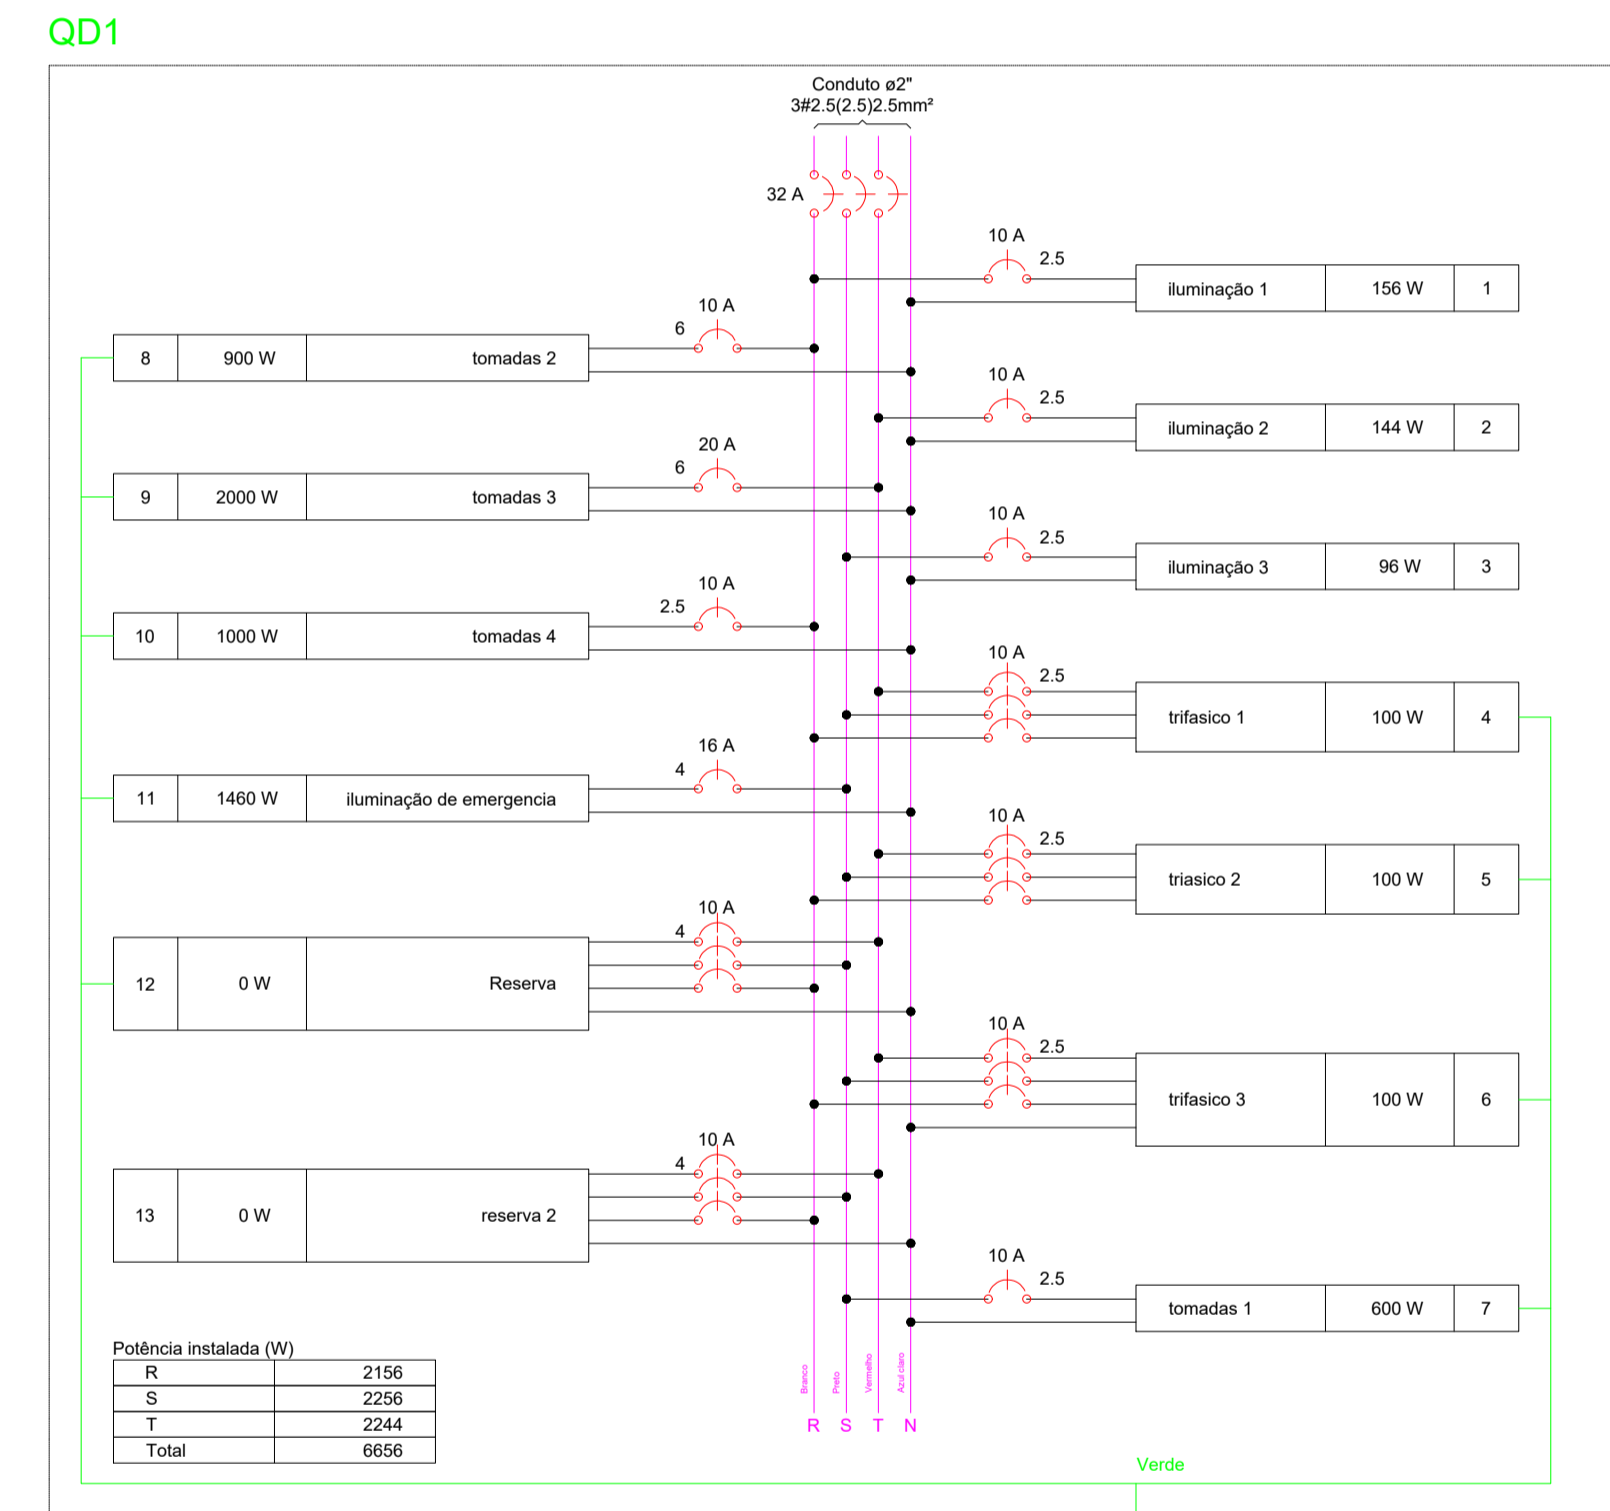 QD1
Conduto ø2"
3#2.5(2.5)2.5mm²
32 A
10 A
2.5
iluminação 1 156 W 1
10 A
6
8 900 W tomadas 2
10 A
2.5
iluminação 2 144 W 2
20 A
6
9 2000 W tomadas 3
10 A
2.5
iluminação 3 96 W 3
10 A
2.5
10 1000 W tomadas 4
10 A
2.5
trifasico 1 100 W 4
16 A
4
11 1460 W iluminação de emergencia
10 A
2.5
triasico 2 100 W 5
10 A
4
12 0 W Reserva
10 A
2.5
trifasico 3 100 W 6
10 A
4
13 0 W reserva 2
10 A
2.5
tomadas 1 600 W 7
Potência instalada (W)
R 2156
S 2256
T 2244
Total 6656
Branco
Preto
Vermelho
Azul claro
R S T N
Verde